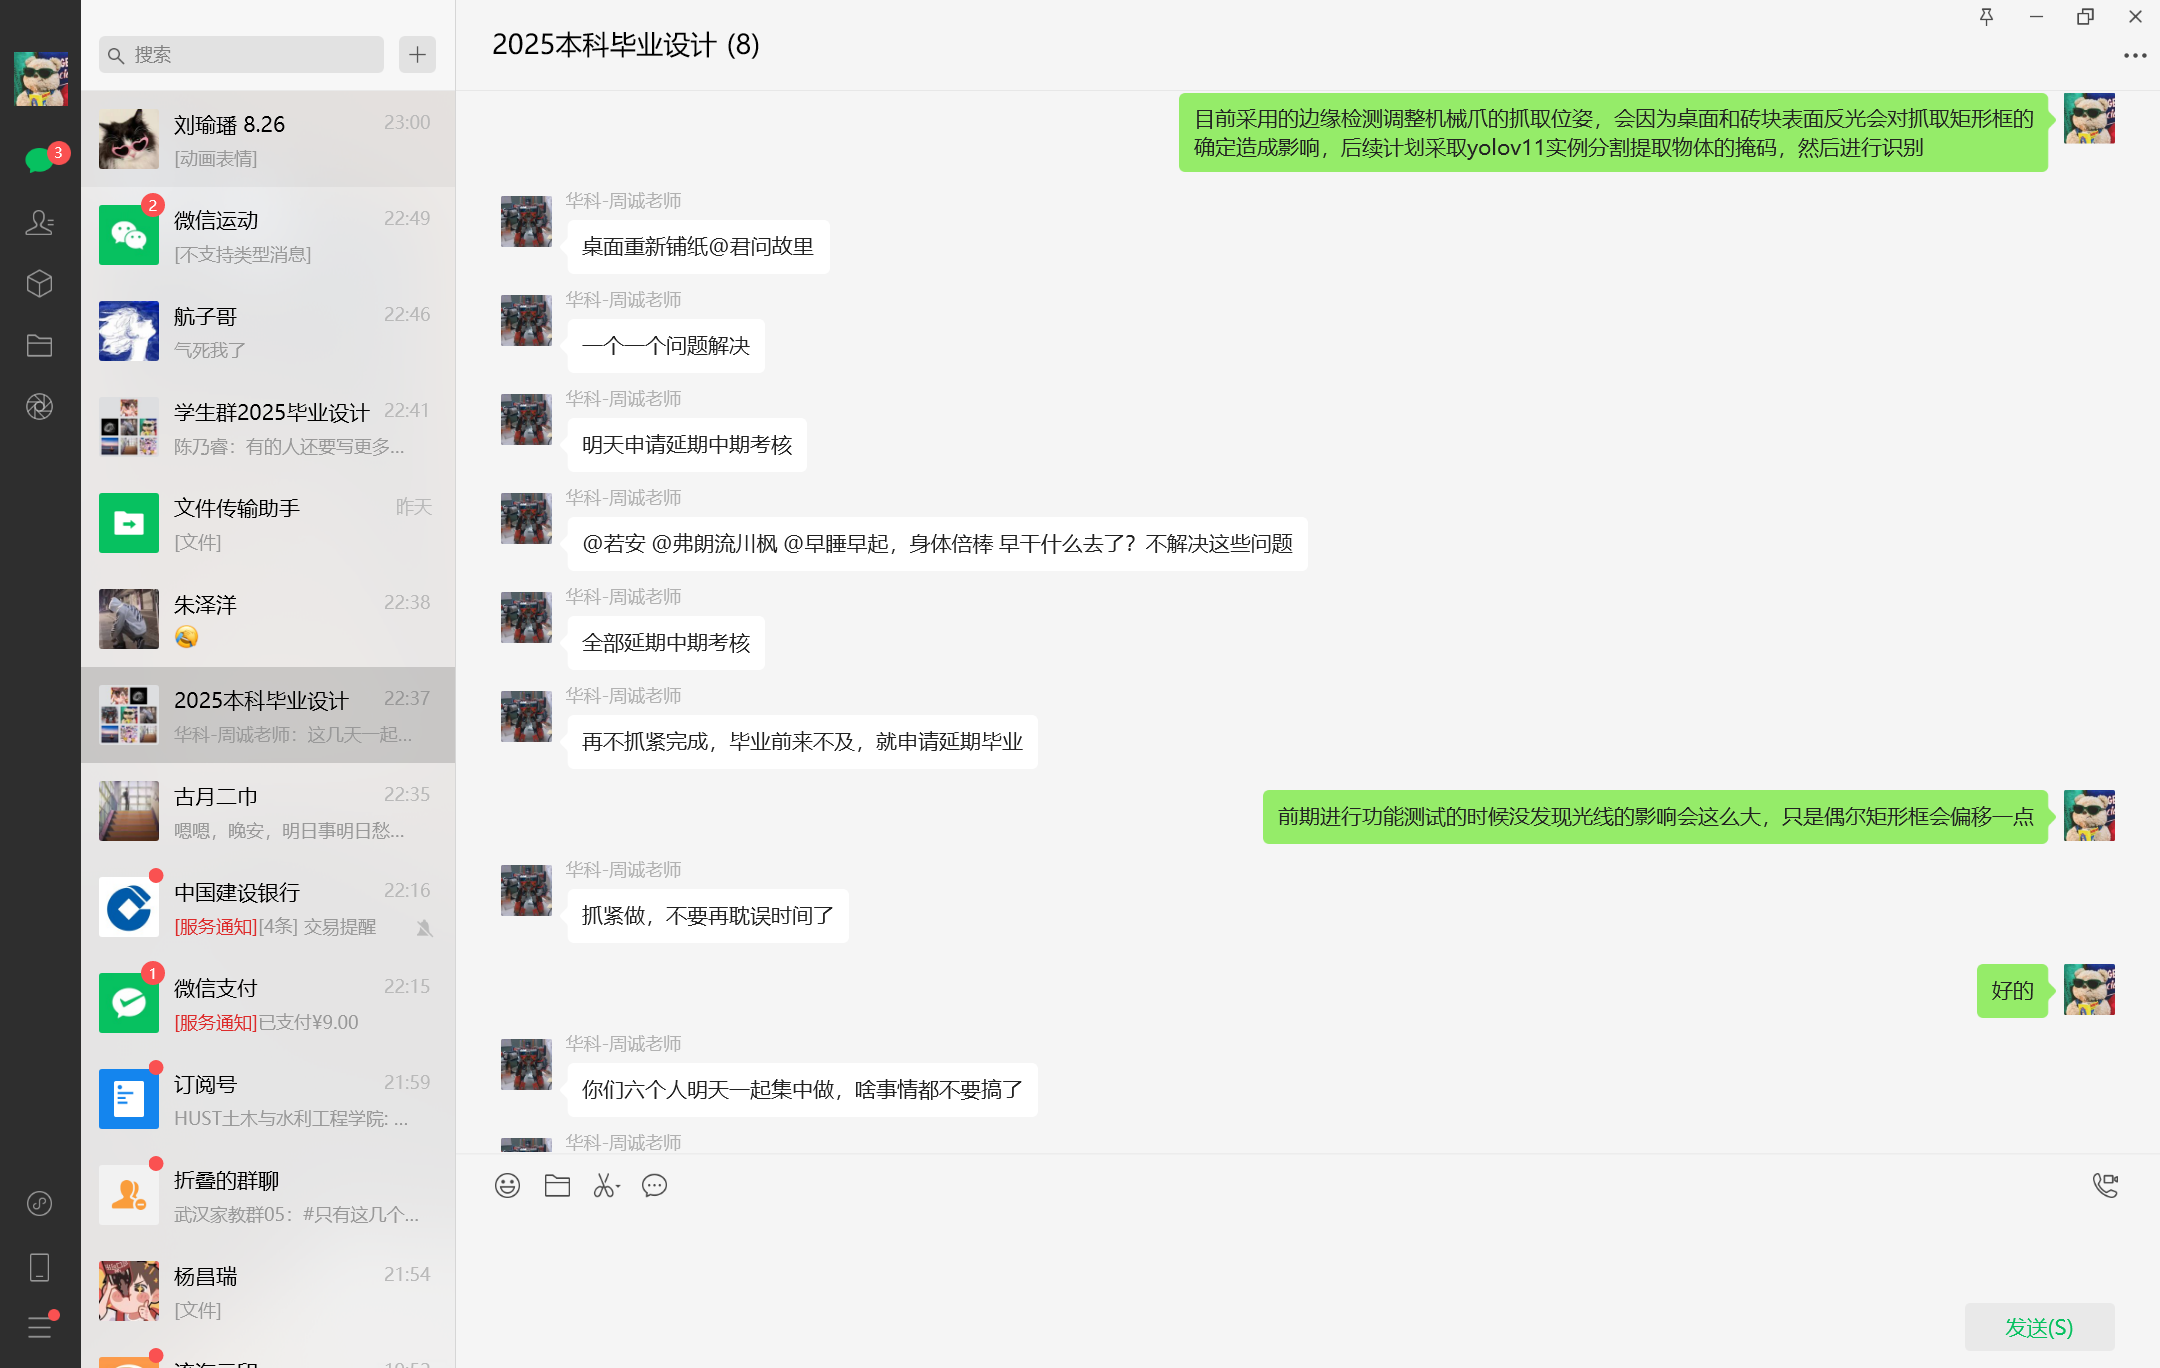 3
搜索
刘瑜璠 8.26
23:00
[动画表情]
2
微信运动
22:49
[不支持类型消息]
航子哥
22:46
气死我了
学生群2025毕业设计
22:41
陈乃睿：有的人还要写更多...
文件传输助手
昨天
[文件]
朱泽洋
22:38
2025本科毕业设计
22:37
华科-周诚老师：这几天一起...
古月二巾
22:35
嗯嗯，晚安，明日事明日愁...
中国建设银行
22:16
[服务通知][4条] 交易提醒
1
微信支付
22:15
[服务通知]已支付¥9.00
订阅号
21:59
HUST土木与水利工程学院: ...
折叠的群聊
武汉家教群05：#只有这几个...
杨昌瑞
21:54
[文件]
2025本科毕业设计 (8)
目前采用的边缘检测调整机械爪的抓取位姿，会因为桌面和砖块表面反光会对抓取矩形框的
确定造成影响，后续计划采取yolov11实例分割提取物体的掩码，然后进行识别
华科-周诚老师
桌面重新铺纸@君问故里
华科-周诚老师
一个一个问题解决
华科-周诚老师
明天申请延期中期考核
华科-周诚老师
@若安 @弗朗流川枫 @早睡早起，身体倍棒 早干什么去了？不解决这些问题
华科-周诚老师
全部延期中期考核
华科-周诚老师
再不抓紧完成，毕业前来不及，就申请延期毕业
前期进行功能测试的时候没发现光线的影响会这么大，只是偶尔矩形框会偏移一点
华科-周诚老师
抓紧做，不要再耽误时间了
好的
华科-周诚老师
你们六个人明天一起集中做，啥事情都不要搞了
华科-周诚老师
发送(S)